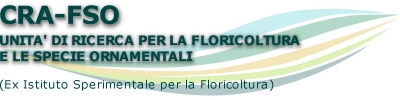 CRA-FSO
UNITA' DI RICERCA PER LA FLORICOLTURA
E LE SPECIE ORNAMENTALI
(Ex Istituto Sperimentale per la Floricoltura)